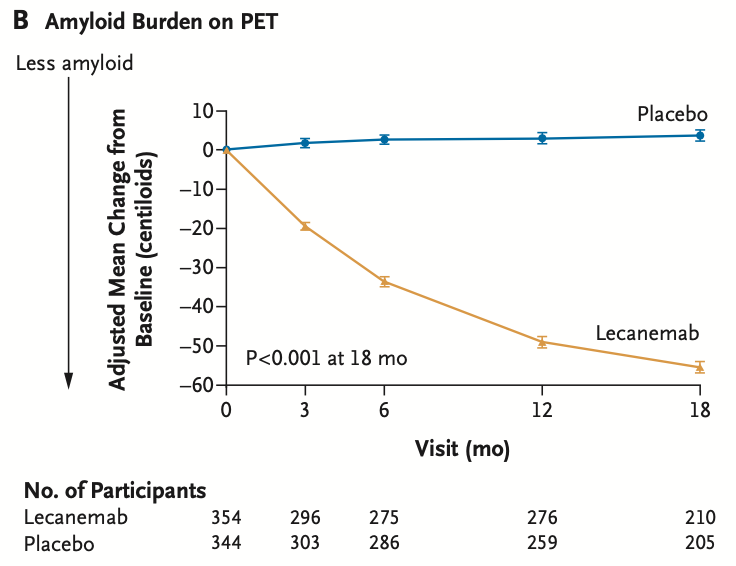 B Amyloid Burden on PET
Less amyloid
Adjusted Mean Change from
Baseline (centiloids)
10
0
−10
−20
−30
−40
−50
−60
Placebo
Lecanemab
P<0.001 at 18 mo
0 3 6 12 18
Visit (mo)
No. of Participants
Lecanemab 354 296 275 276 210
Placebo 344 303 286 259 205